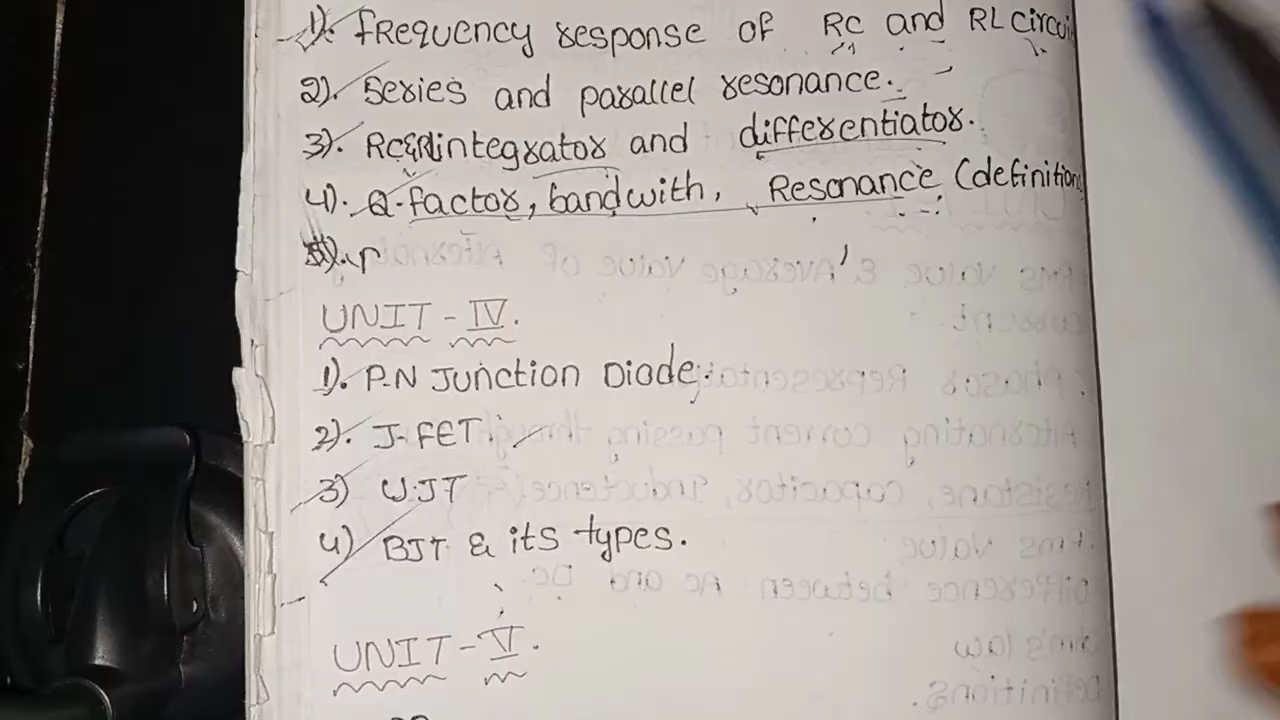 1). Frequency response of RC and RL circui
2). Series and parallel resonance.
3). RC&RL integrator and differentiator.
4). Q-factor, bandwith, Resonance (definition
UNIT - IV.
1). P.N Junction Diode.
2). J-FET
3) UJT
4) BJT & its types.
UNIT - V.